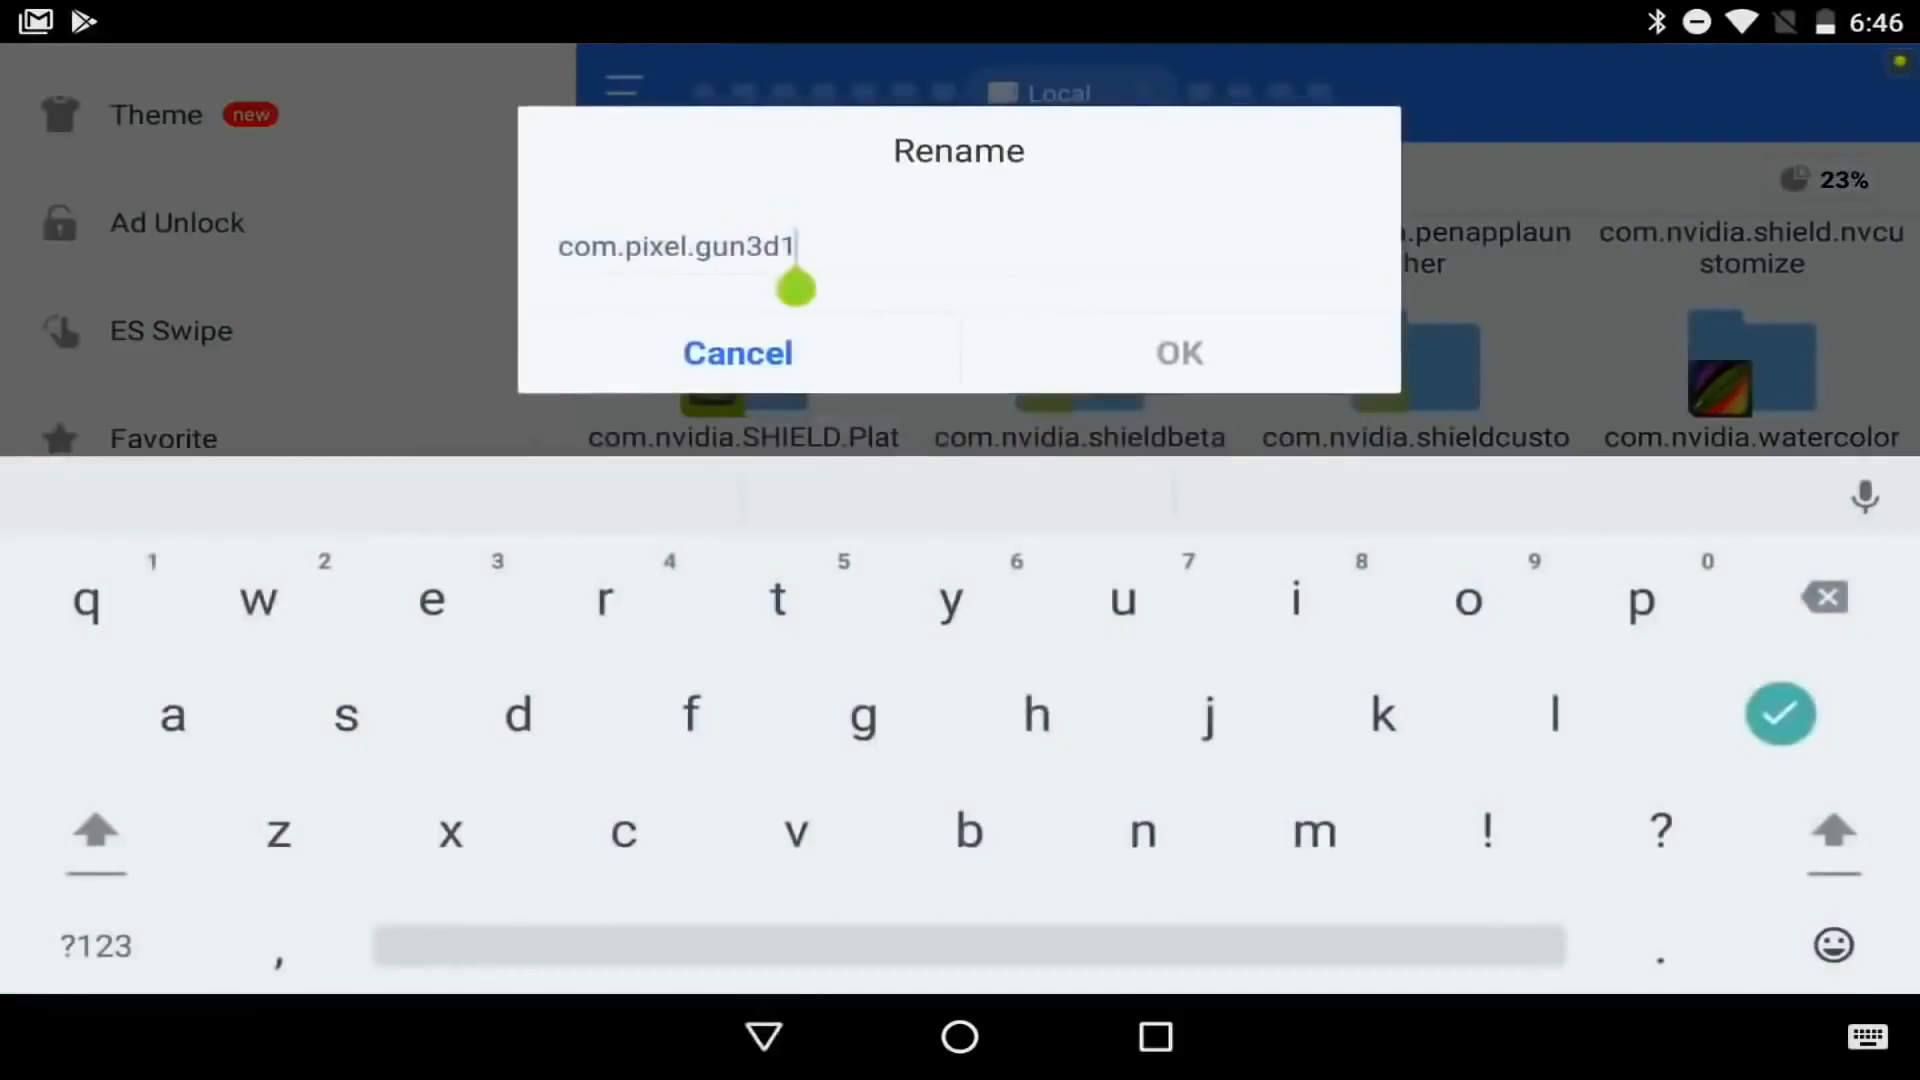 6:46
Theme new
Local
Rename
23%
Ad Unlock
com.pixel.gun3d1
.penapplaun
her
com.nvidia.shield.nvcu
stomize
ES Swipe
Cancel
OK
Favorite
com.nvidia.SHIELD.Plat
com.nvidia.shieldbeta
com.nvidia.shieldcusto
com.nvidia.watercolor
1 2 3 4 5 6 7 8 9 0
q w e r t y u i o p
a s d f g h j k l
z x c v b n m ! ?
?123 , .